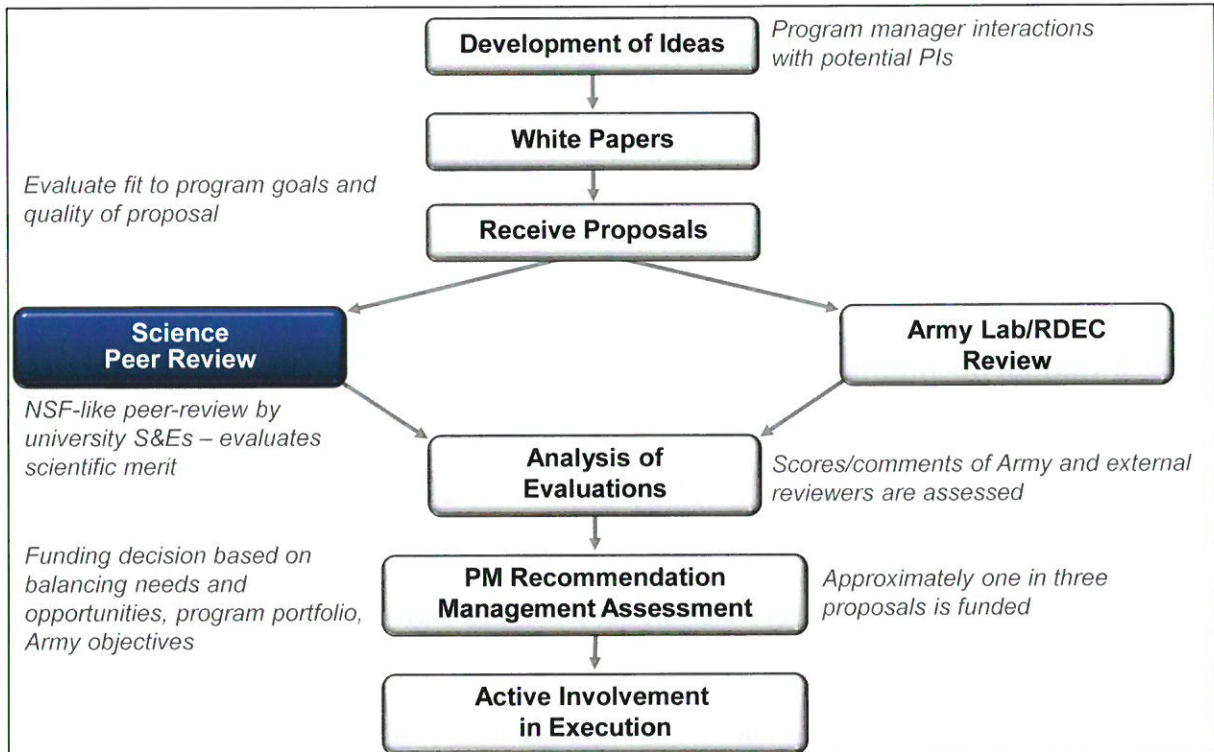 Development of Ideas
Program manager interactions
with potential PIs
White Papers
Evaluate fit to program goals and
quality of proposal
Receive Proposals
Science
Peer Review
Army Lab/RDEC
Review
NSF-like peer-review by
university S&Es – evaluates
scientific merit
Analysis of
Evaluations
Scores/comments of Army and external
reviewers are assessed
Funding decision based on
balancing needs and
opportunities, program portfolio,
Army objectives
PM Recommendation
Management Assessment
Approximately one in three
proposals is funded
Active Involvement
in Execution